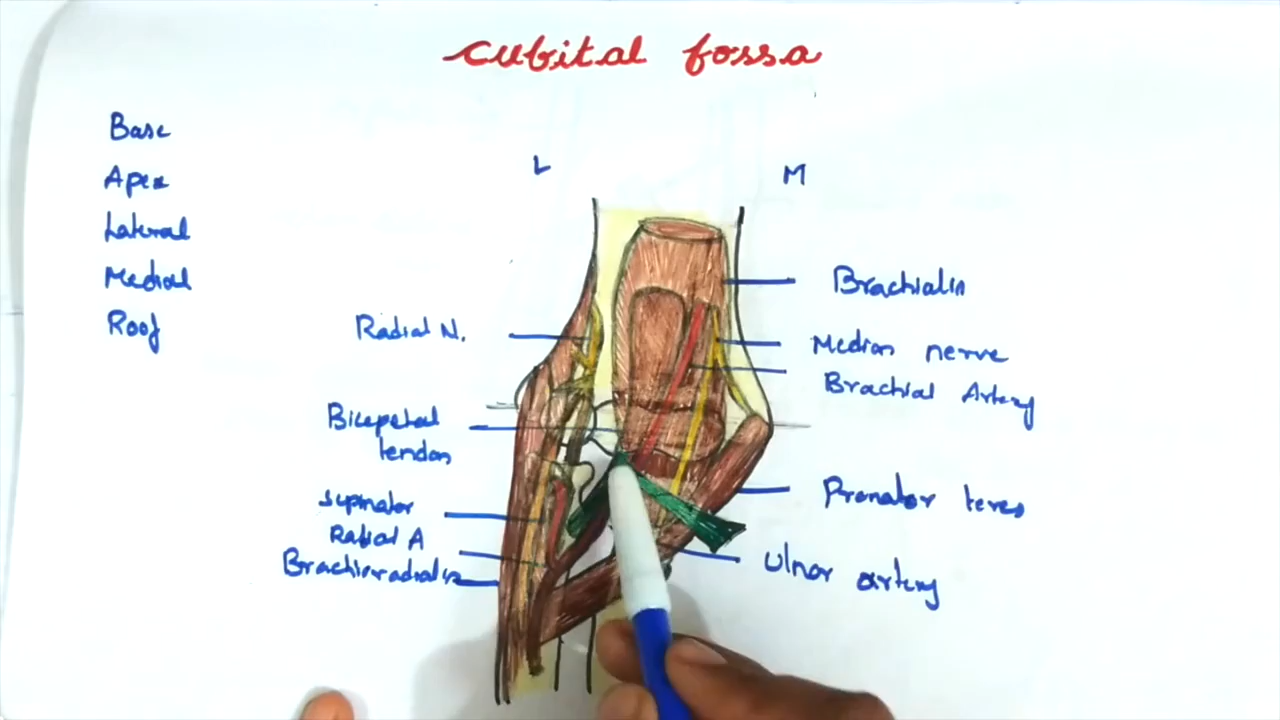 cubital fossa
Base
Apex
Lateral
Medial
Roof
L
M
Radial N.
Bicepetal
tendon
Supinator
Radial A
Brachioradialis
Brachialis
Median nerve
Brachial Artery
Pronator teres
Ulnar artery